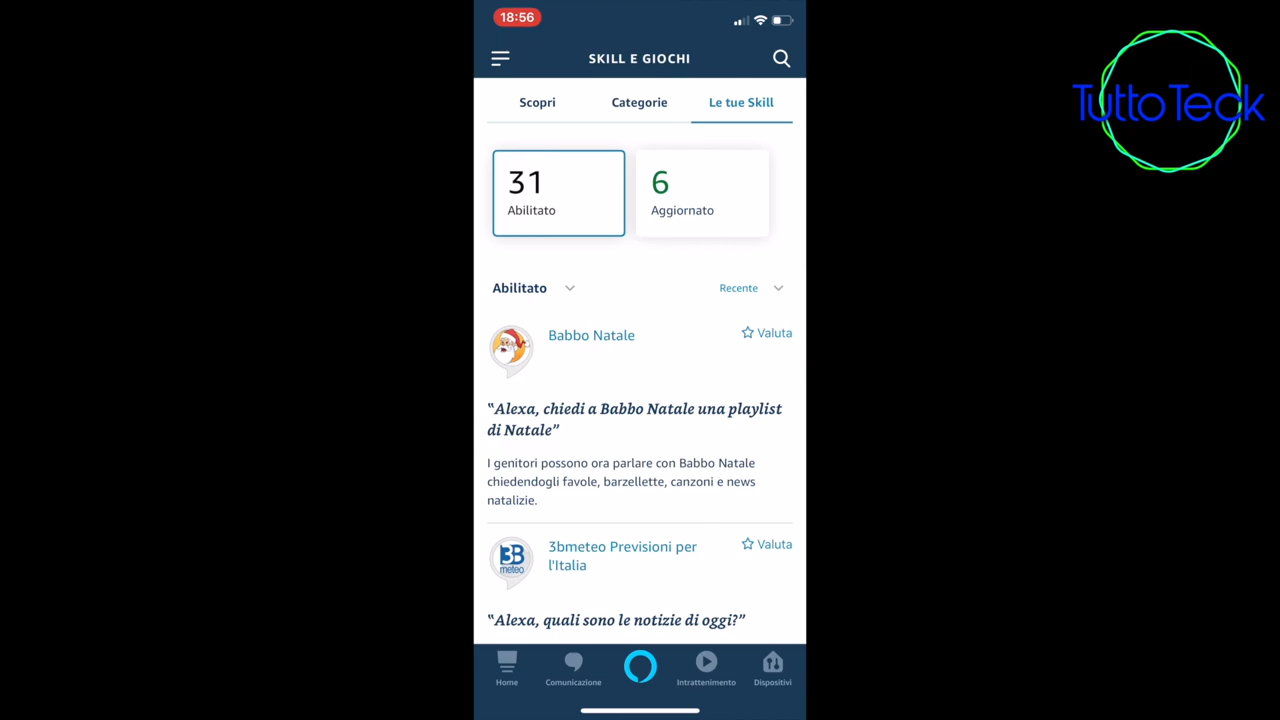 18:56
SKILL E GIOCHI
Scopri Categorie Le tue Skill
31 6
Abilitato Aggiornato
Abilitato Recente
Babbo Natale Valuta
"Alexa, chiedi a Babbo Natale una playlist
di Natale"
I genitori possono ora parlare con Babbo Natale
chiedendogli favole, barzellette, canzoni e news
natalizie.
3bmeteo Previsioni per Valuta
l'Italia
3B
meteo
"Alexa, quali sono le notizie di oggi?"
Home Comunicazione Intrattenimento Dispositivi
TuttoTeck